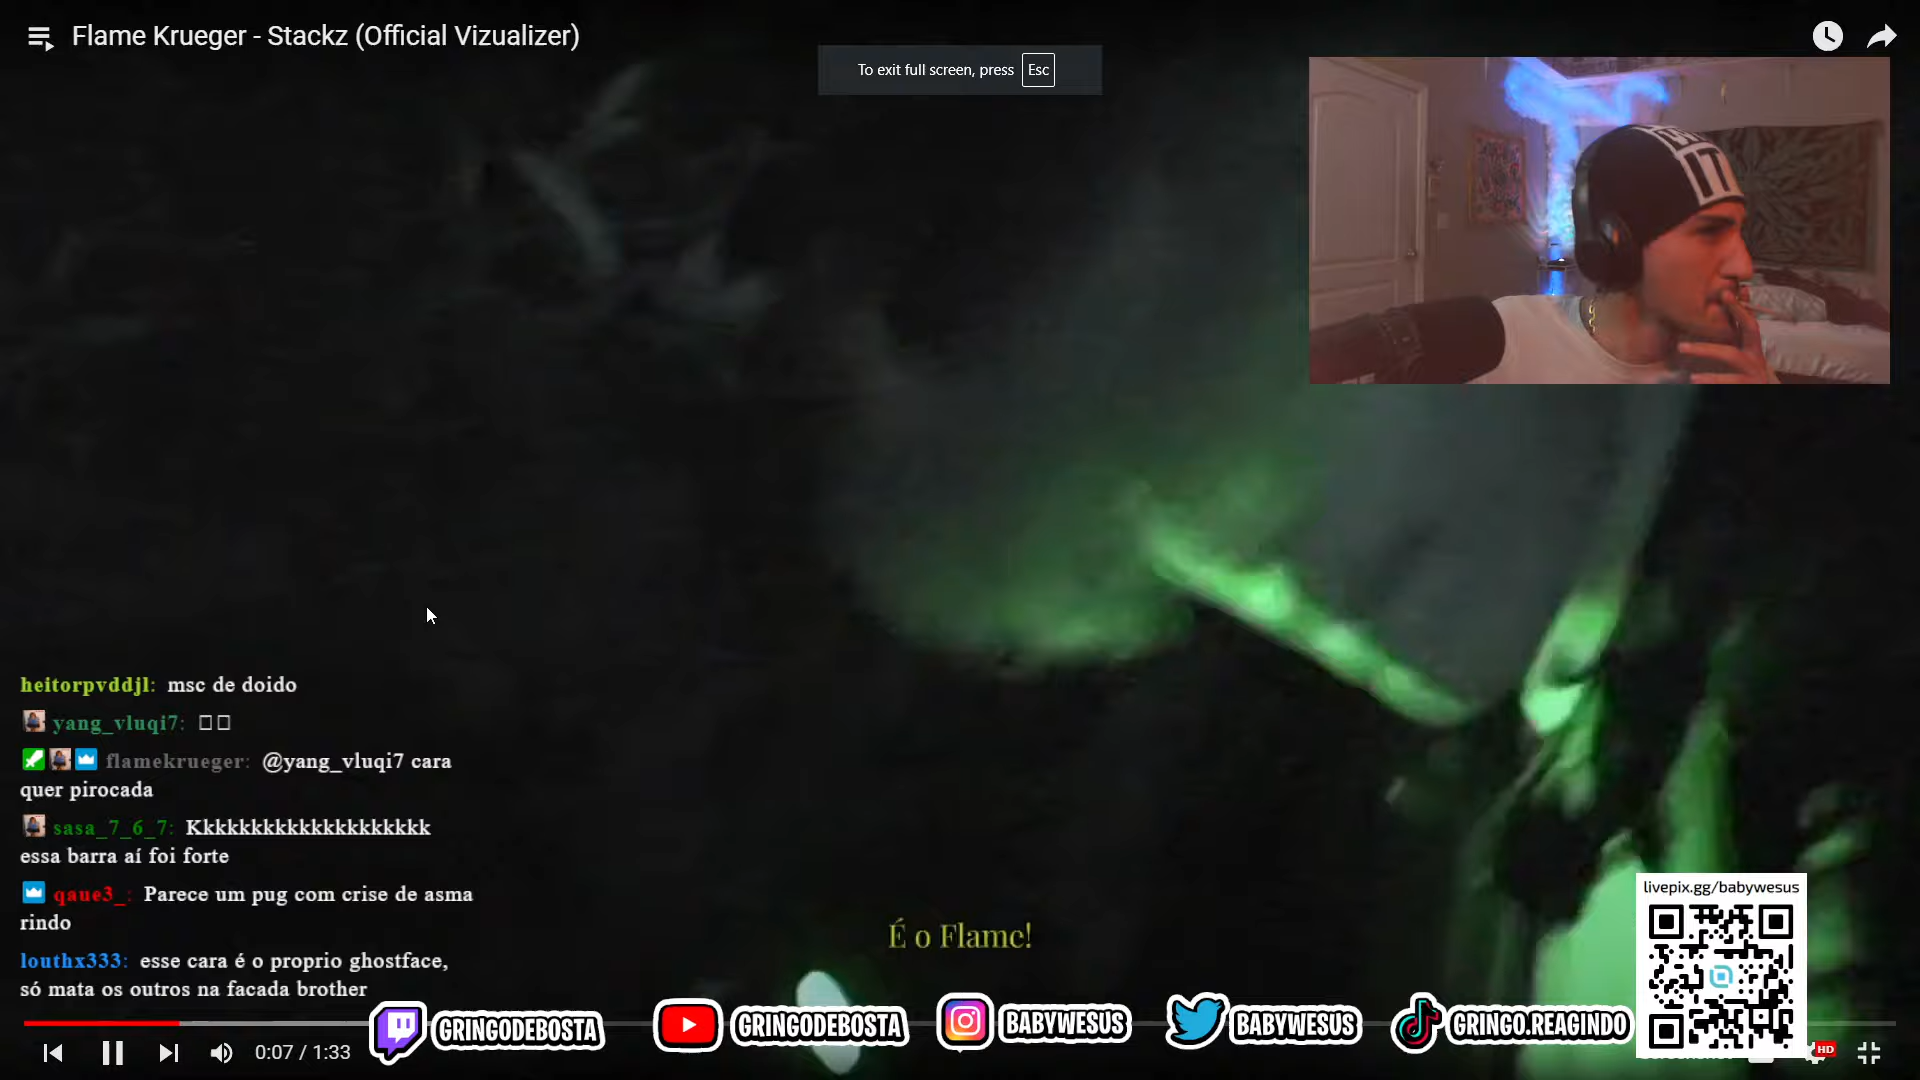 Flame Krueger - Stackz (Official Vizualizer)
To exit full screen, press Esc
IT
heitorpvddjl: msc de doido
yang_vluqi7: □□
flamekrueger: @yang_vluqi7 cara
quer pirocada
sasa_7_6_7: Kkkkkkkkkkkkkkkkkkkk
essa barra aí foi forte
qaue3_: Parece um pug com crise de asma
rindo
louthx333: esse cara é o proprio ghostface,
só mata os outros na facada brother
É o Flame!
livepix.gg/babywesus
GRINGODEBOSTA
GRINGODEBOSTA
BABYWESUS
BABYWESUS
GRINGO.REAGINDO
0:07 / 1:33
HD